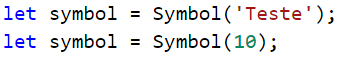 let symbol = Symbol('Teste');
let symbol = Symbol(10);